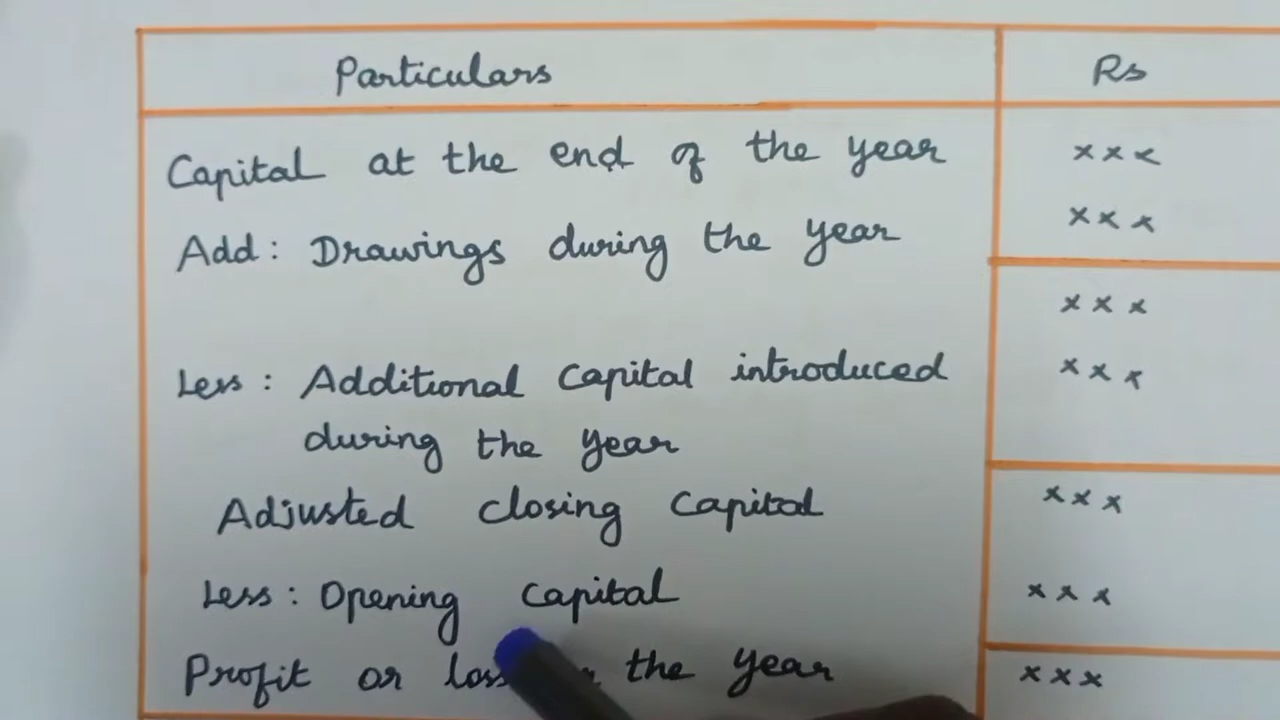 Particulars Rs
Capital at the end of the year xxx
Add: Drawings during the year xxx
xxx
Less: Additional capital introduced xxx
during the year
Adjusted closing capital xxx
Less: Opening capital xxx
Profit or loss the year xxx